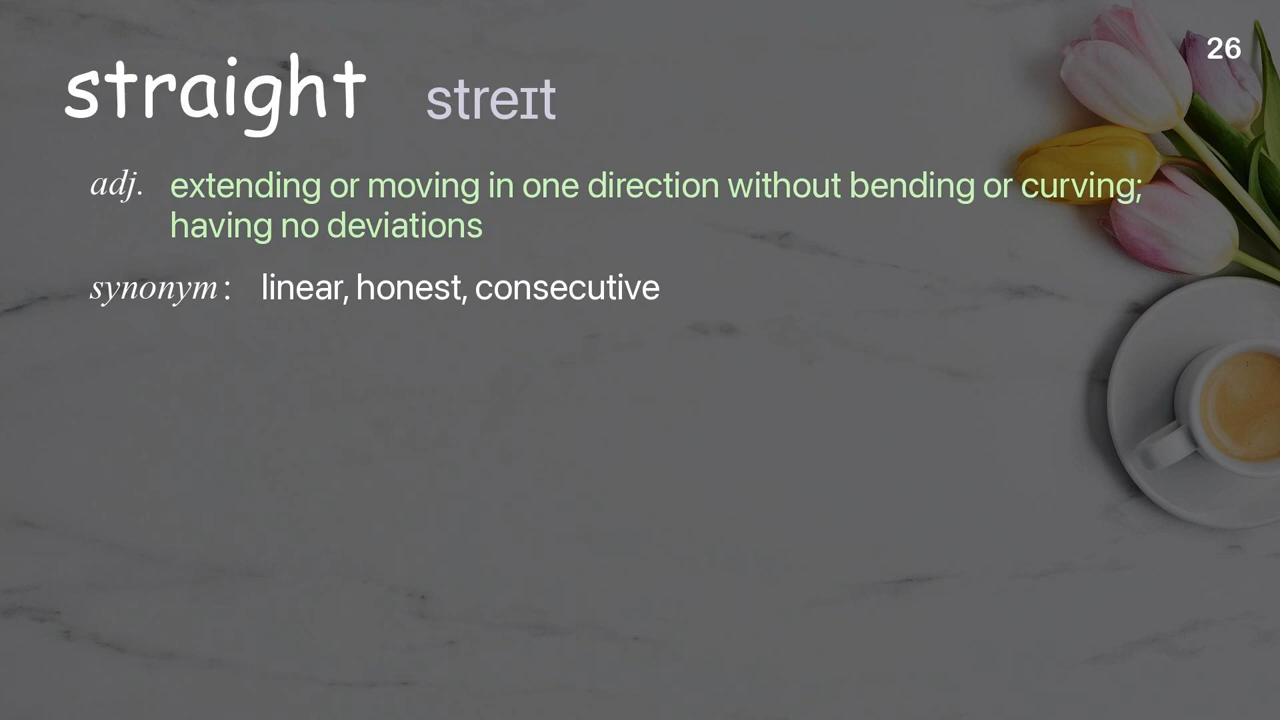 26
straight streɪt
adj. extending or moving in one direction without bending or curving;
having no deviations
synonym: linear, honest, consecutive